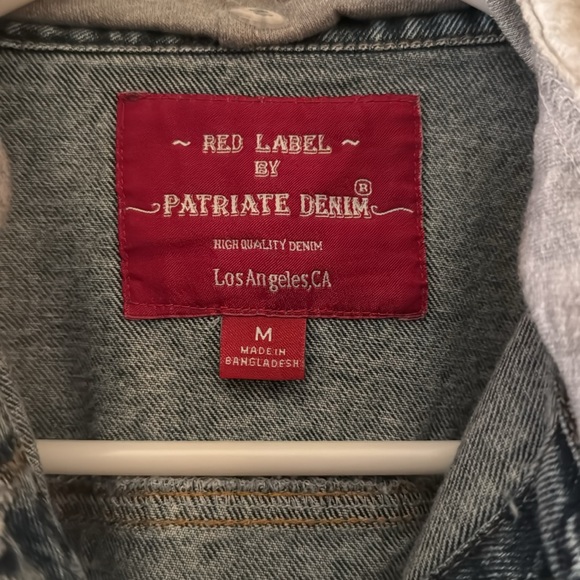 ~ RED LABEL ~
BY
PATRIATE DENIM®
HIGH QUALITY DENIM
Los Angeles, CA
M
MADE IN
BANGLADESH